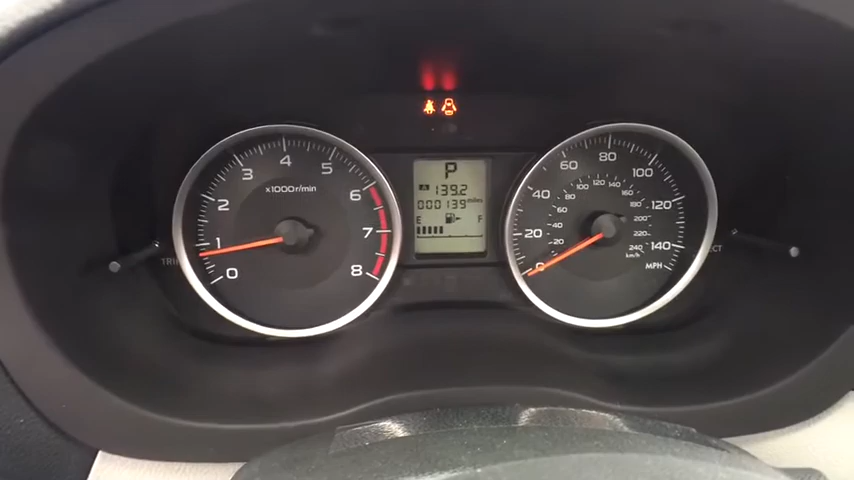 0 1 2 3 4 5 6 7 8
x1000r/min
P
A 139.2
000139 miles
E F
0 20 40 60 80 100 120 140
20 40 60 80 100 120 140 160 180 200 220 240
km/h
MPH
TRIP